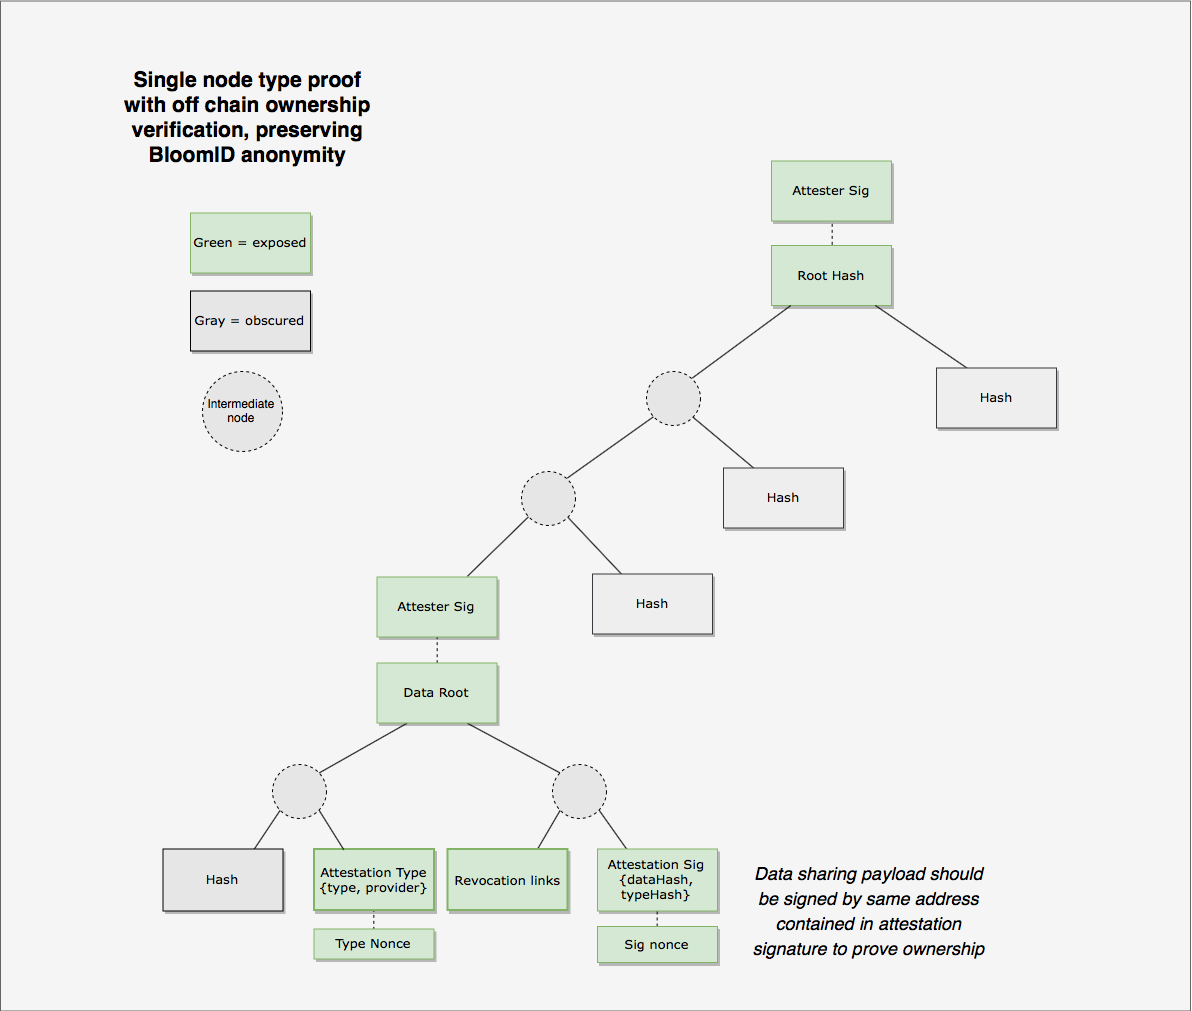 Single node type proof
with off chain ownership
verification, preserving
BloomID anonymity
Green = exposed
Gray = obscured
Intermediate
node
Attester Sig
Root Hash
Hash
Hash
Hash
Attester Sig
Data Root
Hash
Attestation Type
{type, provider}
Type Nonce
Revocation links
Attestation Sig
{dataHash,
typeHash}
Sig nonce
Data sharing payload should
be signed by same address
contained in attestation
signature to prove ownership